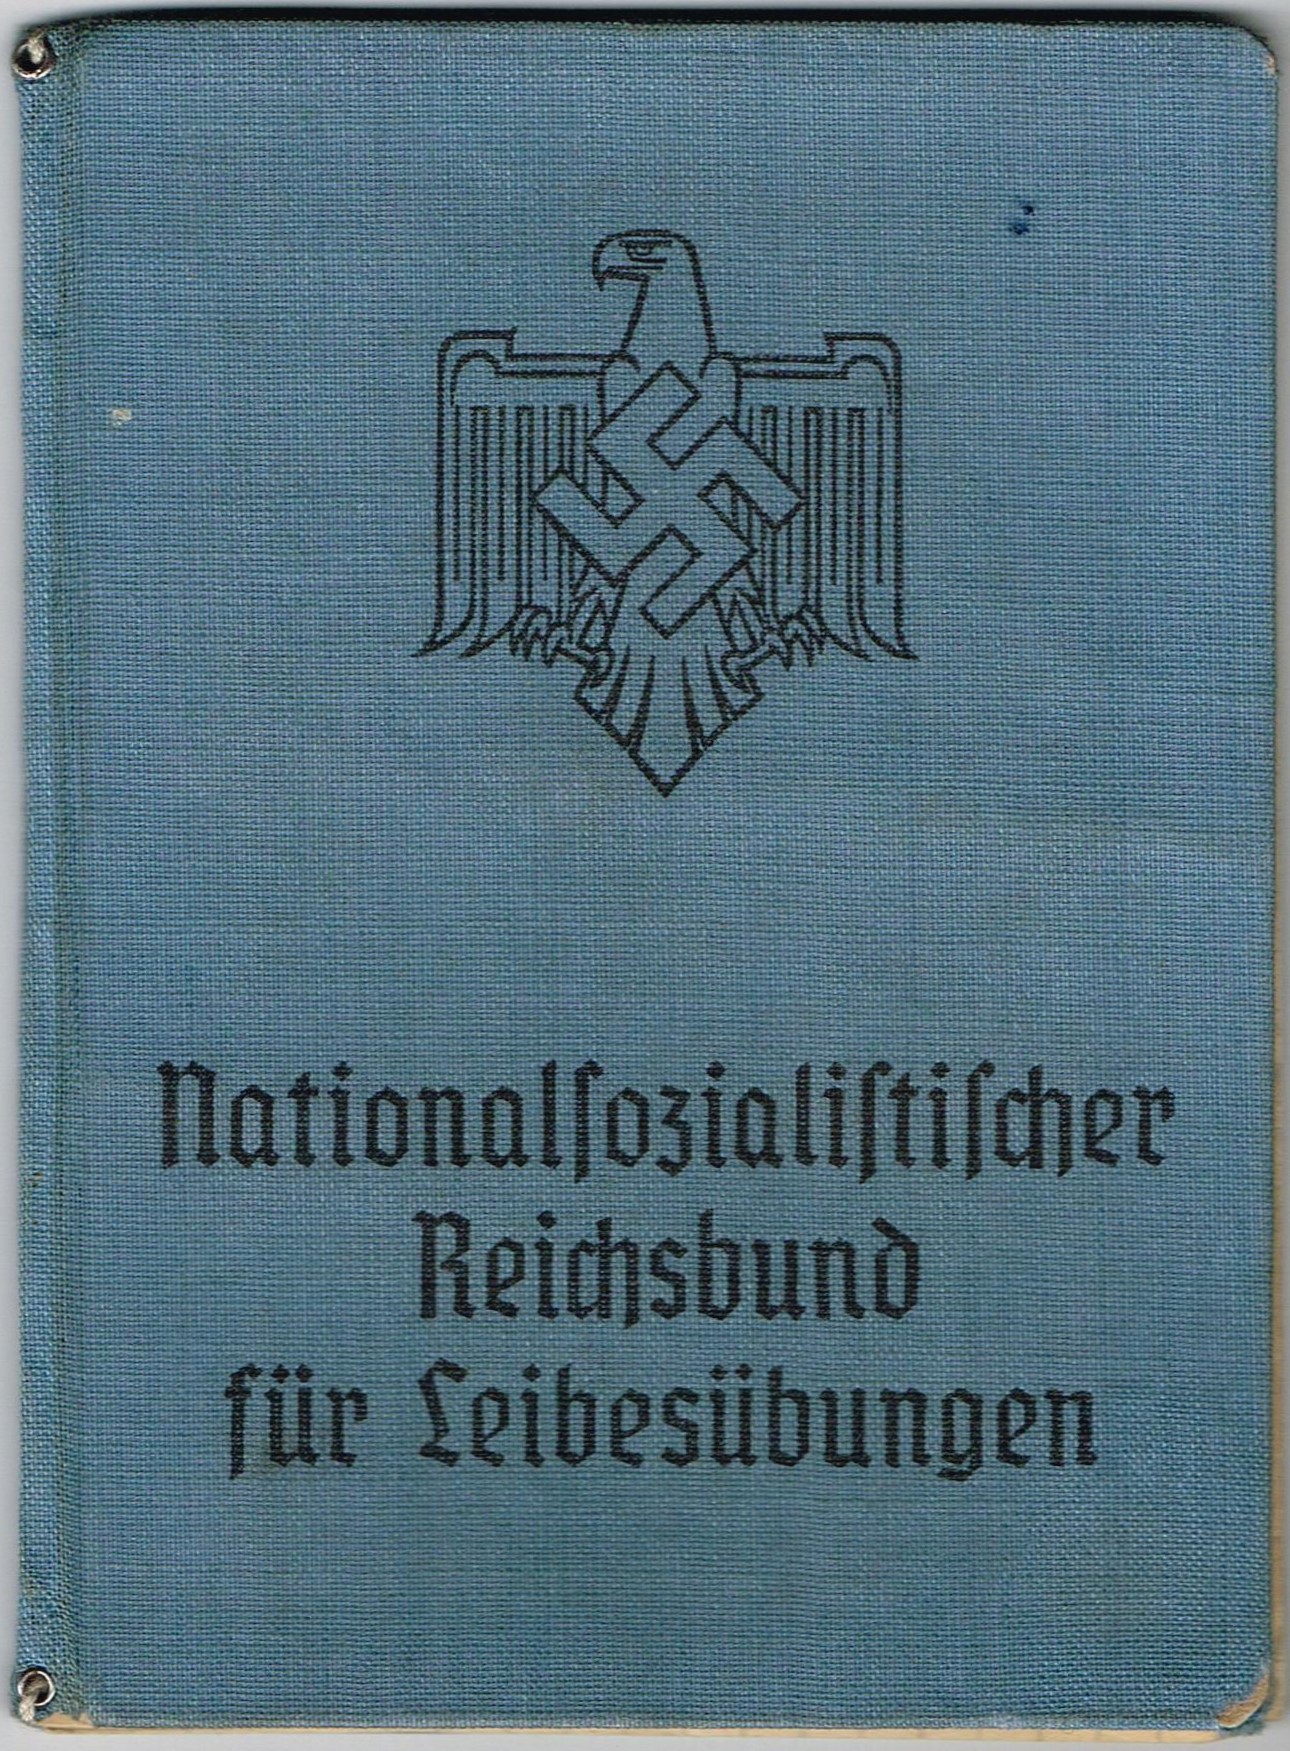 Nationalſozialiſtiſcher
Reichsbund
für Leibesübungen